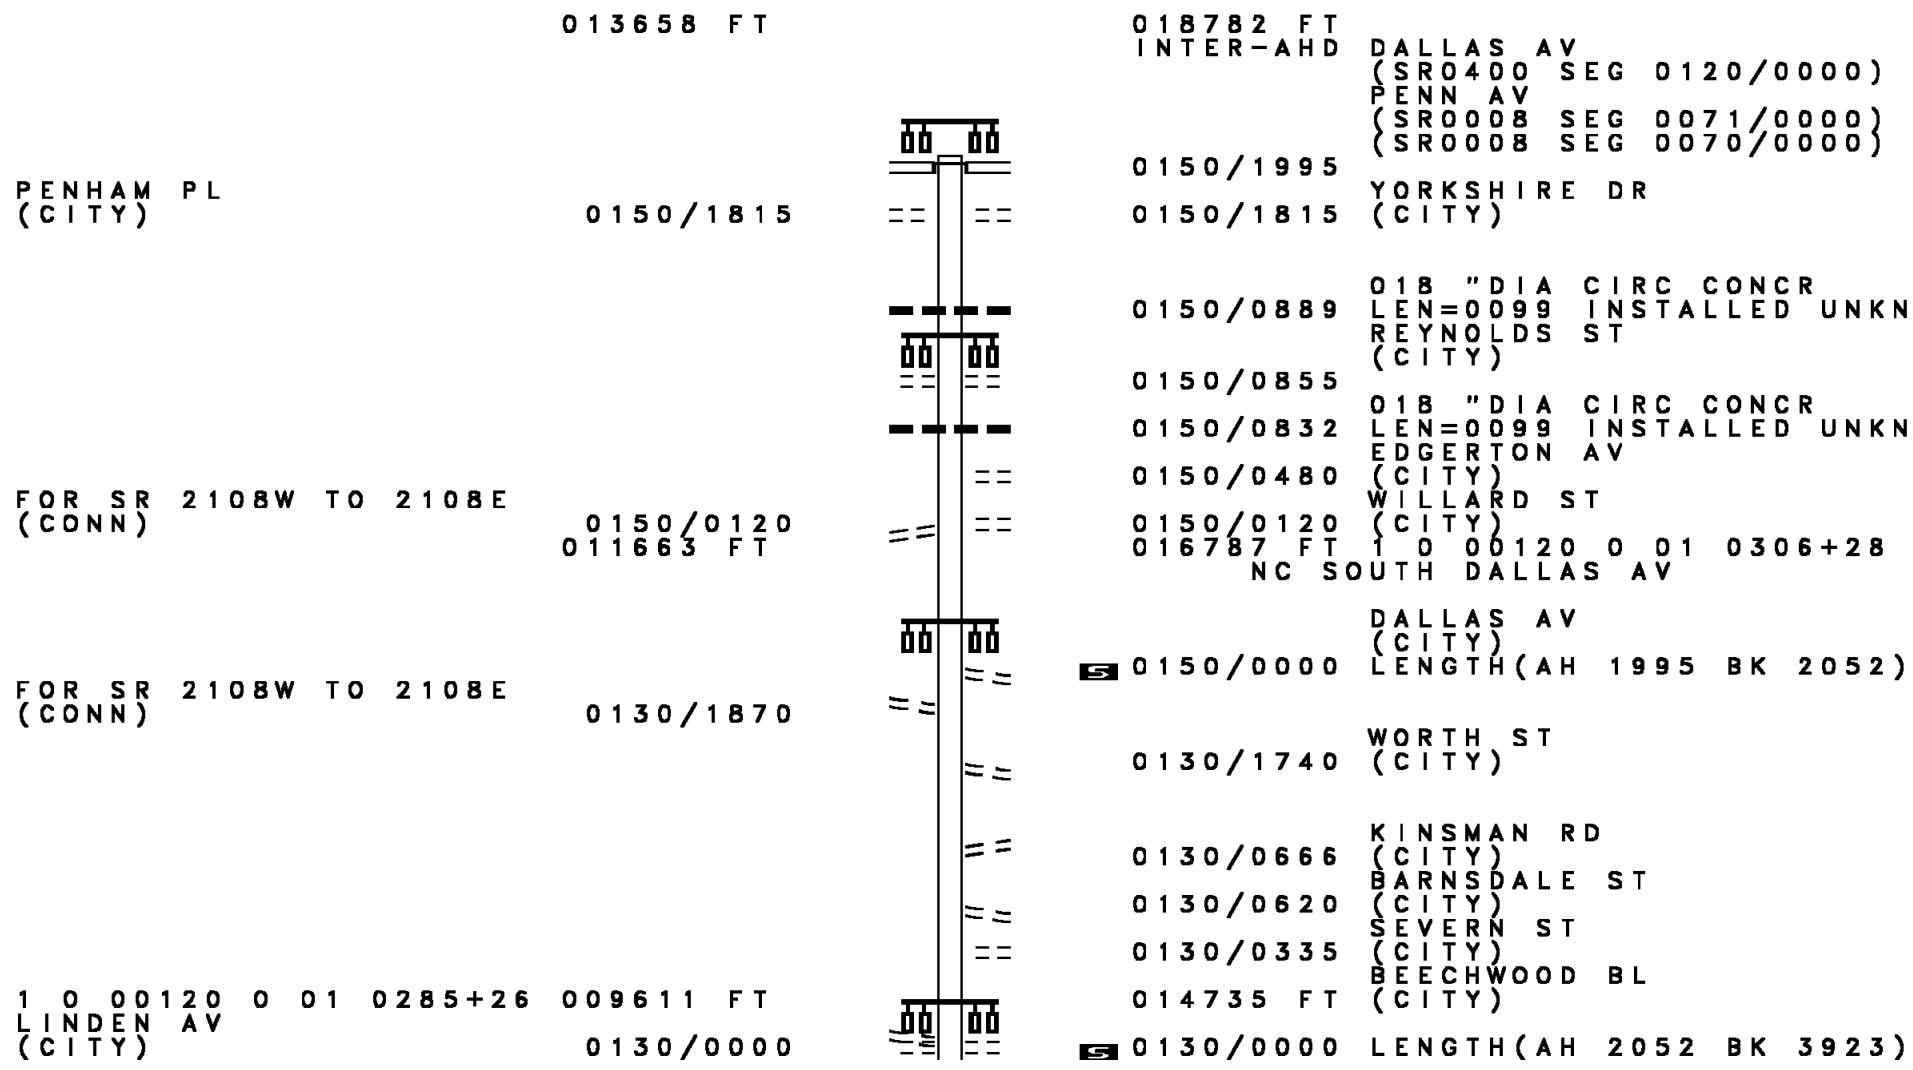 013658 FT 018782 FT
INTER-AHD DALLAS AV
(SR0400 SEG 0120/0000)
PENN AV
(SR0008 SEG 0071/0000)
(SR0008 SEG 0070/0000)
0150/1995
PENHAM PL YORKSHIRE DR
(CITY) 0150/1815 0150/1815 (CITY)
018 "DIA CIRC CONCR
0150/0889 LEN=0099 INSTALLED UNKN
REYNOLDS ST
(CITY)
0150/0855
018 "DIA CIRC CONCR
0150/0832 LEN=0099 INSTALLED UNKN
EDGERTON AV
0150/0480 (CITY)
FOR SR 2108W TO 2108E WILLARD ST
(CONN) 0150/0120 0150/0120 (CITY)
011663 FT 016787 FT 1 0 00120 0 01 0306+28
NC SOUTH DALLAS AV
DALLAS AV
(CITY)
S 0150/0000 LENGTH(AH 1995 BK 2052)
FOR SR 2108W TO 2108E
(CONN) 0130/1870
WORTH ST
0130/1740 (CITY)
KINSMAN RD
0130/0666 (CITY)
BARNSDALE ST
0130/0620 (CITY)
SEVERN ST
0130/0335 (CITY)
BEECHWOOD BL
1 0 00120 0 01 0285+26 009611 FT 014735 FT (CITY)
LINDEN AV
(CITY) 0130/0000 S 0130/0000 LENGTH(AH 2052 BK 3923)